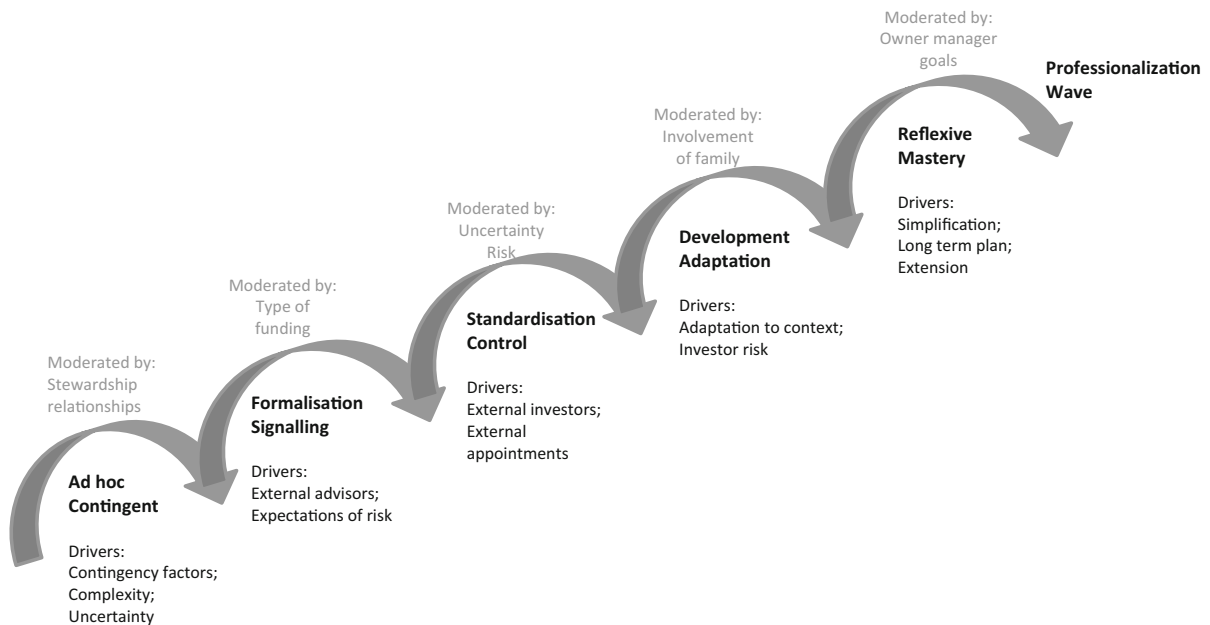 Moderated by:
Stewardship
relationships
Ad hoc
Contingent
Drivers:
Contingency factors;
Complexity;
Uncertainty
Moderated by:
Type of
funding
Formalisation
Signalling
Drivers:
External advisors;
Expectations of risk
Moderated by:
Uncertainty
Risk
Standardisation
Control
Drivers:
External investors;
External
appointments
Moderated by:
Involvement
of family
Development
Adaptation
Drivers:
Adaptation to context;
Investor risk
Moderated by:
Owner manager
goals
Reflexive
Mastery
Drivers:
Simplification;
Long term plan;
Extension
Professionalization
Wave